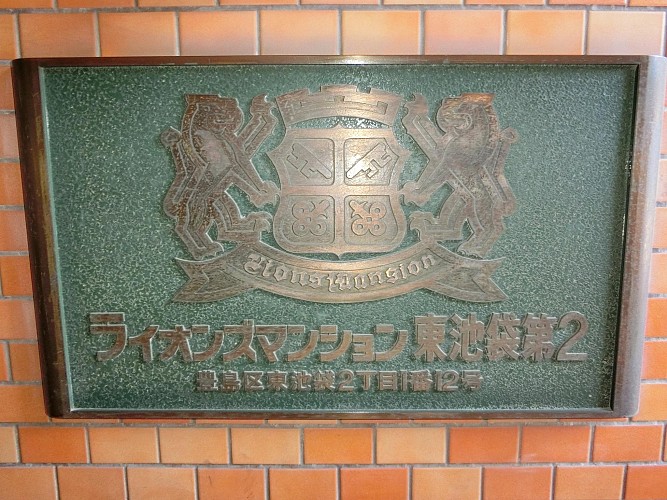 Lions Mansion
ライオンズマンション 東池袋第2
豊島区東池袋2丁目1番12号